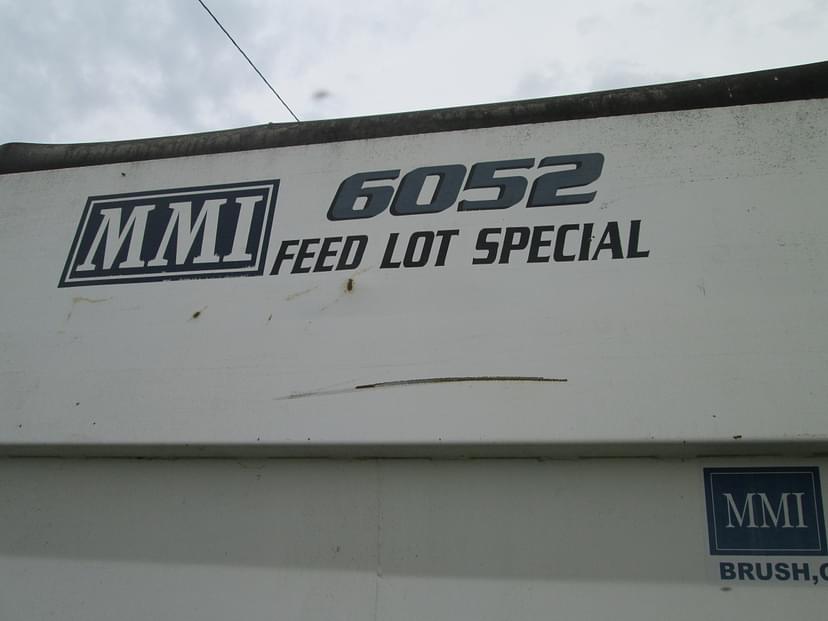 MMI
6052
FEED LOT SPECIAL
MMI
BRUSH,